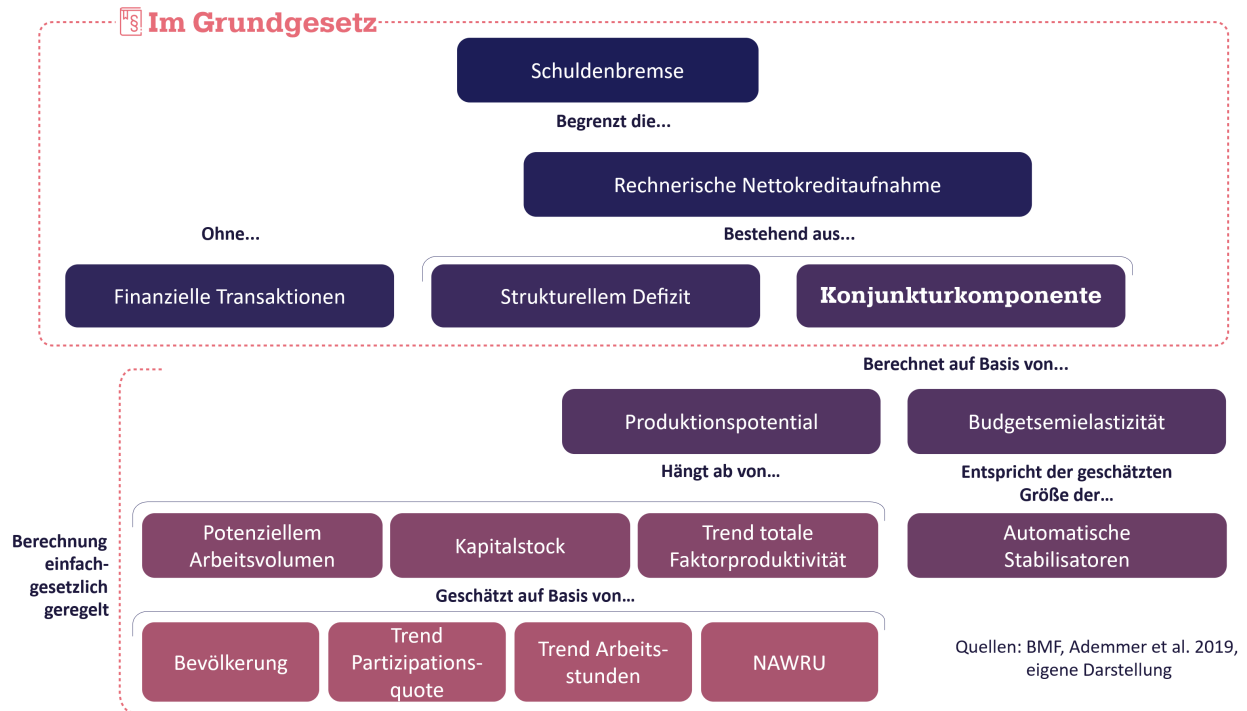 § Im Grundgesetz
Schuldenbremse
Begrenzt die...
Rechnerische Nettokreditaufnahme
Ohne...
Bestehend aus...
Finanzielle Transaktionen
Strukturellem Defizit
Konjunkturkomponente
Berechnet auf Basis von...
Produktionspotential
Budgetsemielastizität
Hängt ab von...
Entspricht der geschätzten
Größe der...
Berechnung
einfach-
gesetzlich
geregelt
Potenziellem
Arbeitsvolumen
Kapitalstock
Trend totale
Faktorproduktivität
Automatische
Stabilisatoren
Geschätzt auf Basis von...
Bevölkerung
Trend
Partizipations-
quote
Trend Arbeits-
stunden
NAWRU
Quellen: BMF, Ademmer et al. 2019,
eigene Darstellung